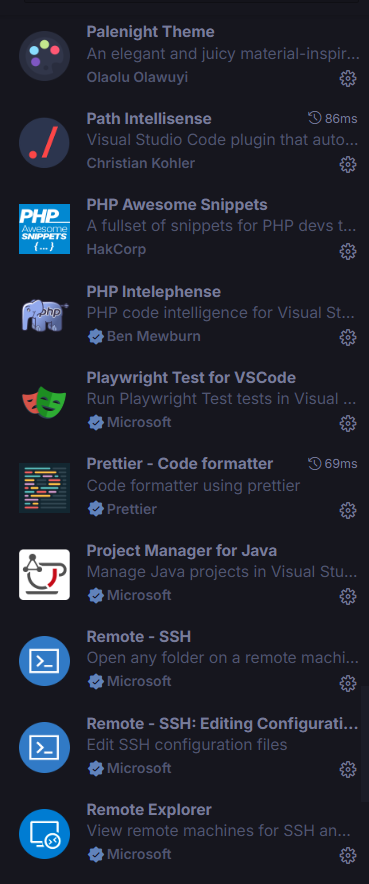 Palenight Theme
An elegant and juicy material-inspir...
Olaolu Olawuyi
Path Intellisense 86ms
Visual Studio Code plugin that auto...
Christian Kohler
PHP Awesome Snippets
A fullset of snippets for PHP devs t...
HakCorp
PHP
Awesome
SNIPPETS
{...}
PHP Intelephense
PHP code intelligence for Visual St...
Ben Mewburn
php
Playwright Test for VSCode
Run Playwright Test tests in Visual ...
Microsoft
Prettier - Code formatter 69ms
Code formatter using prettier
Prettier
Project Manager for Java
Manage Java projects in Visual Stu...
Microsoft
Remote - SSH
Open any folder on a remote machi...
Microsoft
Remote - SSH: Editing Configurati...
Edit SSH configuration files
Microsoft
Remote Explorer
View remote machines for SSH an...
Microsoft